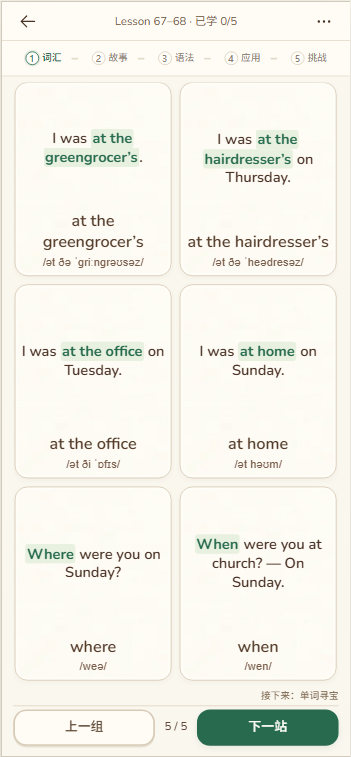 Lesson 67–68 · 已学 0/5
1 词汇 – 2 故事 – 3 语法 – 4 应用 – 5 挑战
I was at the
greengrocer's.
at the
greengrocer's
/ət ðə ˈɡriːnɡrəʊsəz/
I was at the
hairdresser's on
Thursday.
at the hairdresser's
/ət ðə ˈheədresəz/
I was at the office on
Tuesday.
at the office
/ət ði ˈɒfɪs/
I was at home on
Sunday.
at home
/ət həʊm/
Where were you on
Sunday?
where
/weə/
When were you at
church? — On
Sunday.
when
/wen/
接下来：单词寻宝
上一组
5 / 5
下一站